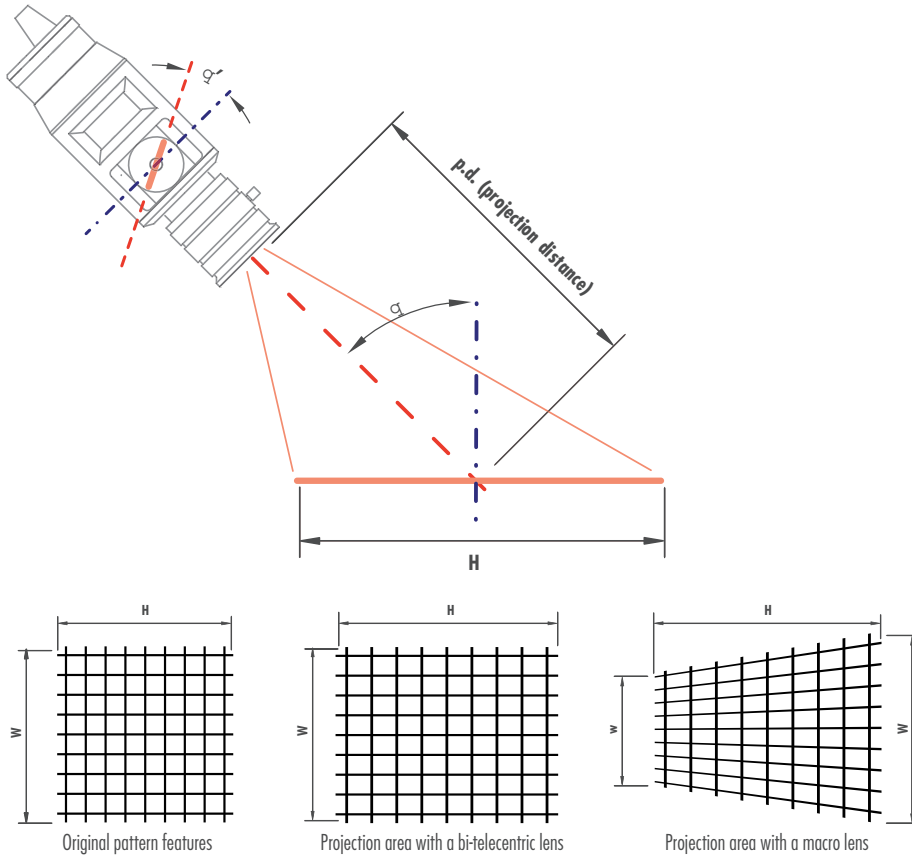 q'
p.d. (projection distance)
q
H
H
H
H
W
W
w
W
Original pattern features
Projection area with a bi-telecentric lens
Projection area with a macro lens